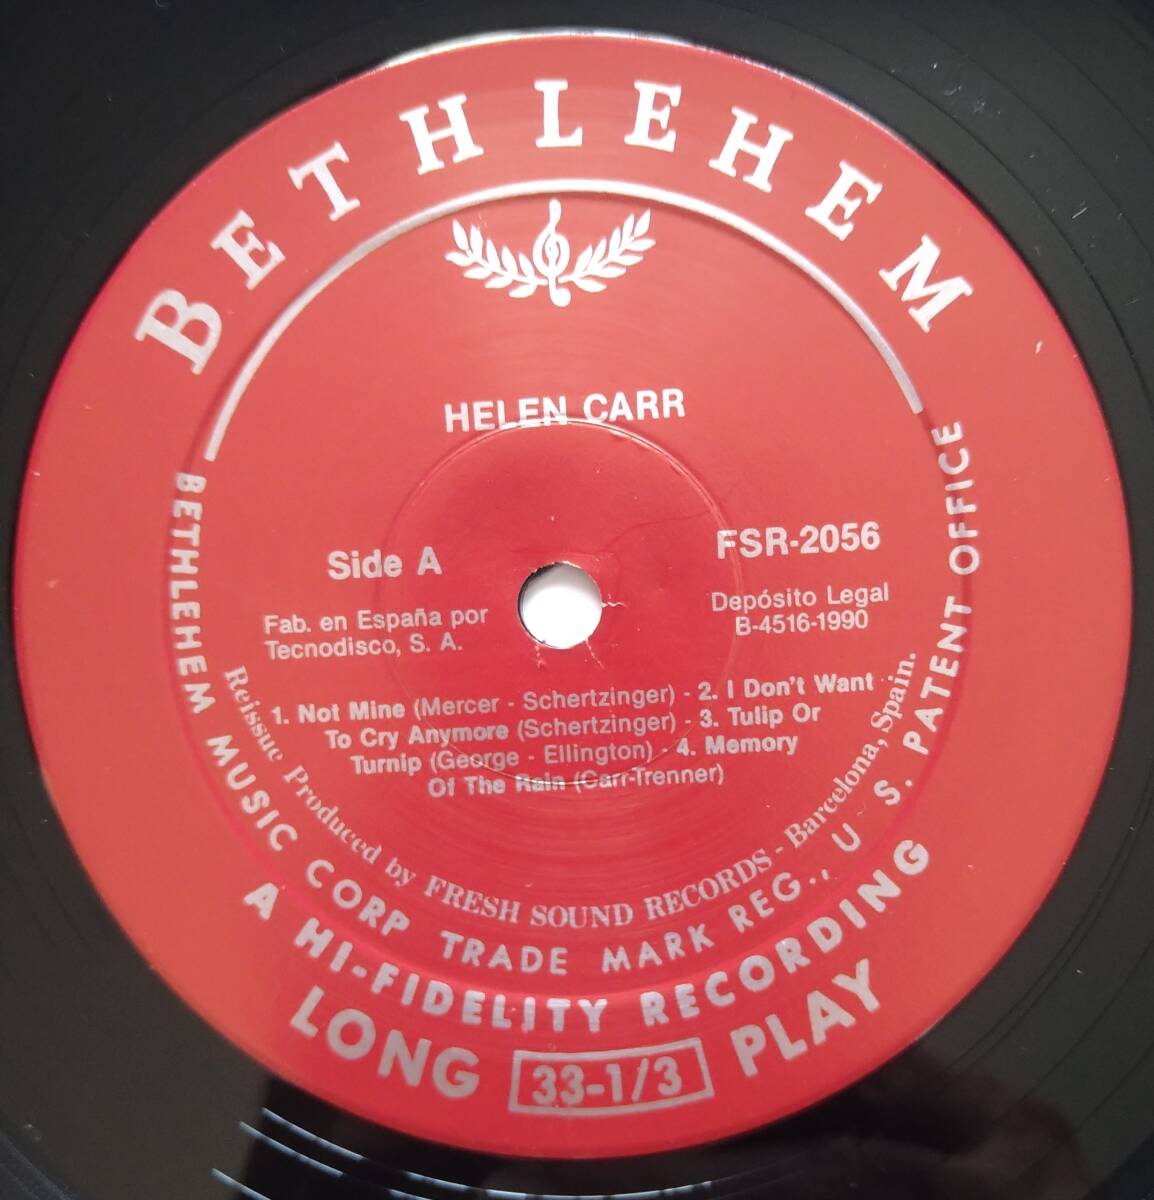 BETHLEHEM
HELEN CARR
Side A
FSR-2056
Fab. en España por
Tecnodisco, S. A.
Depósito Legal
B-4516-1990
1. Not Mine (Mercer - Schertzinger) - 2. I Don't Want
To Cry Anymore (Schertzinger) - 3. Tulip Or
Turnip (George - Ellington) - 4. Memory
Of The Rain (Carr-Trenner)
Reissue Produced by FRESH SOUND RECORDS - Barcelona, Spain.
BETHLEHEM MUSIC CORP TRADE MARK REG., U S. PATENT OFFICE
A HI-FIDELITY RECORDING
LONG 33-1/3 PLAY